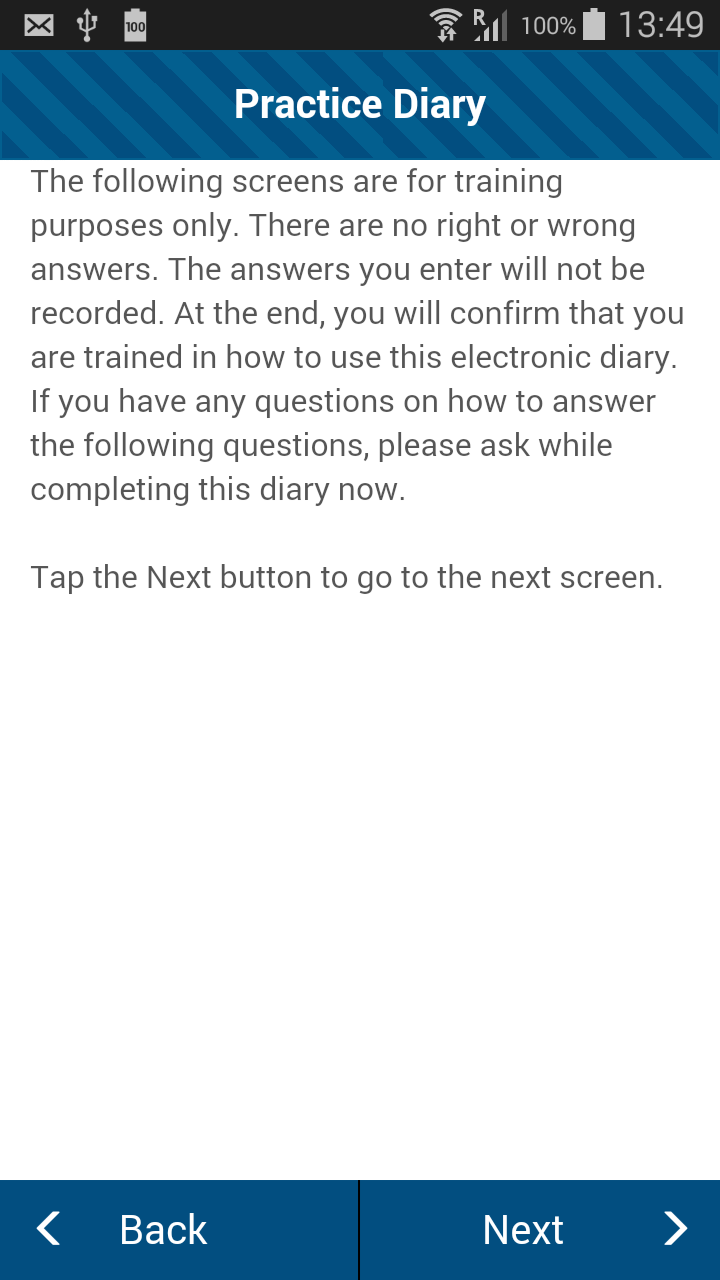 100 R 100% 13:49
Practice Diary
The following screens are for training
purposes only. There are no right or wrong
answers. The answers you enter will not be
recorded. At the end, you will confirm that you
are trained in how to use this electronic diary.
If you have any questions on how to answer
the following questions, please ask while
completing this diary now.
Tap the Next button to go to the next screen.
Back Next